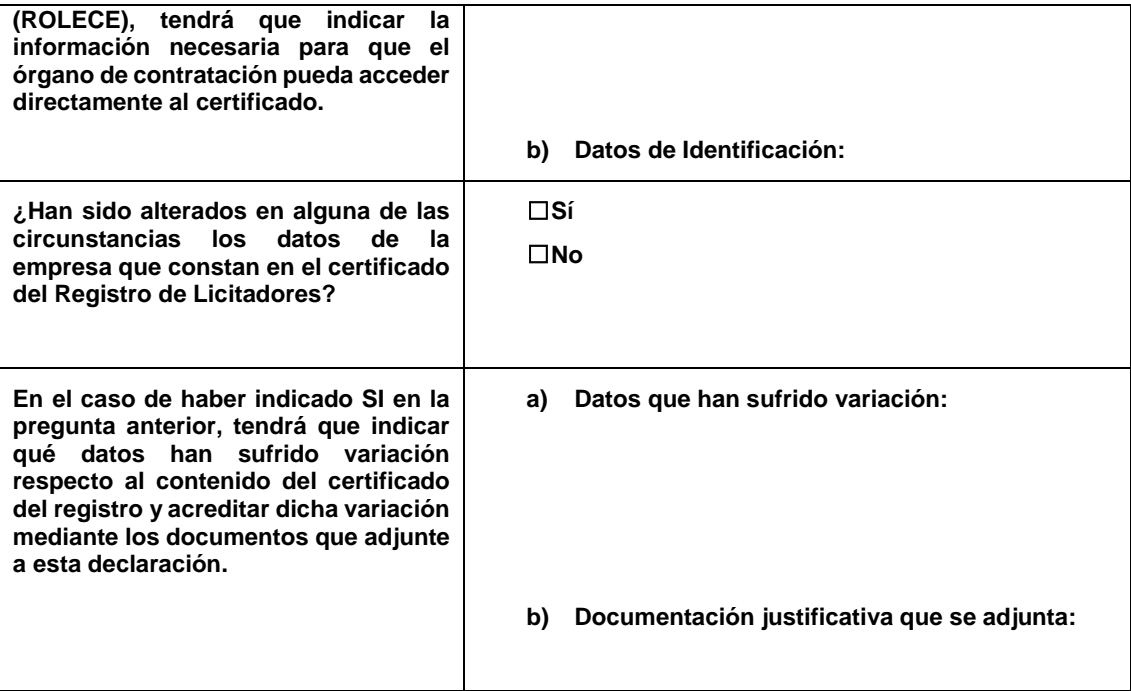 (ROLECE), tendrá que indicar la
información necesaria para que el
órgano de contratación pueda acceder
directamente al certificado.
b) Datos de Identificación:
¿Han sido alterados en alguna de las
circunstancias los datos de la
empresa que constan en el certificado
del Registro de Licitadores?
☐Sí
☐No
En el caso de haber indicado SI en la
pregunta anterior, tendrá que indicar
qué datos han sufrido variación
respecto al contenido del certificado
del registro y acreditar dicha variación
mediante los documentos que adjunte
a esta declaración.
a) Datos que han sufrido variación:
b) Documentación justificativa que se adjunta: